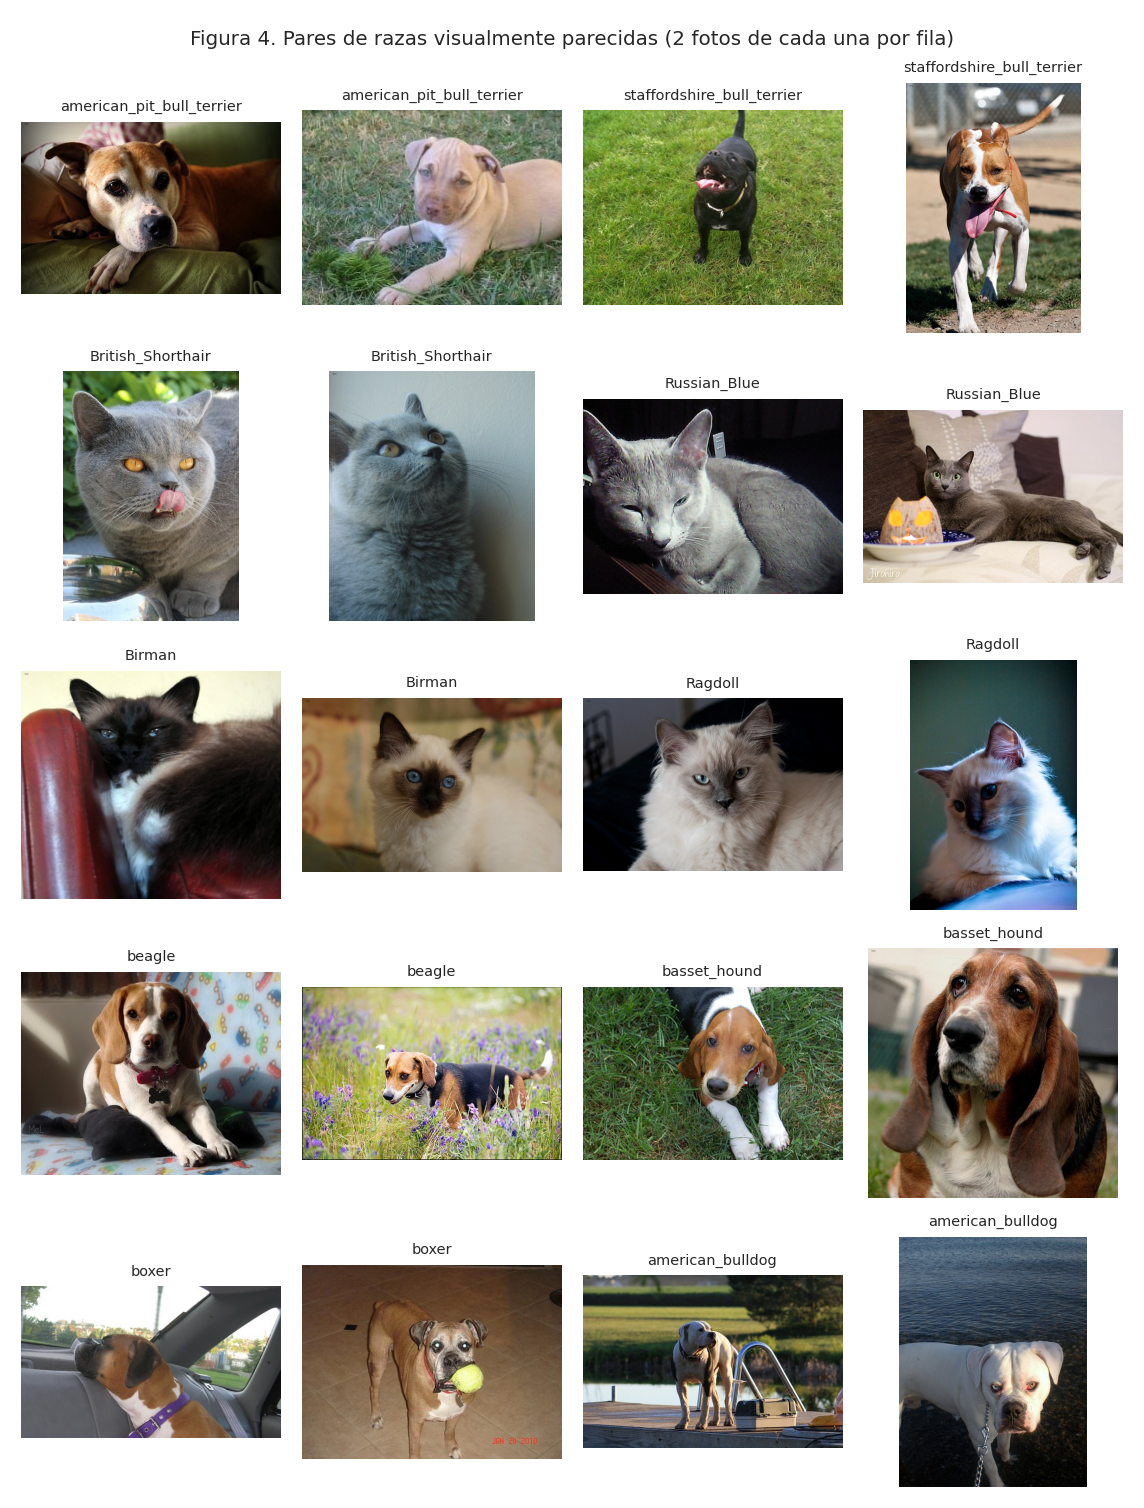 Figura 4. Pares de razas visualmente parecidas (2 fotos de cada una por fila)
american_pit_bull_terrier
american_pit_bull_terrier
staffordshire_bull_terrier
staffordshire_bull_terrier
British_Shorthair
British_Shorthair
Russian_Blue
Russian_Blue
Birman
Birman
Ragdoll
Ragdoll
beagle
beagle
basset_hound
basset_hound
boxer
boxer
american_bulldog
american_bulldog